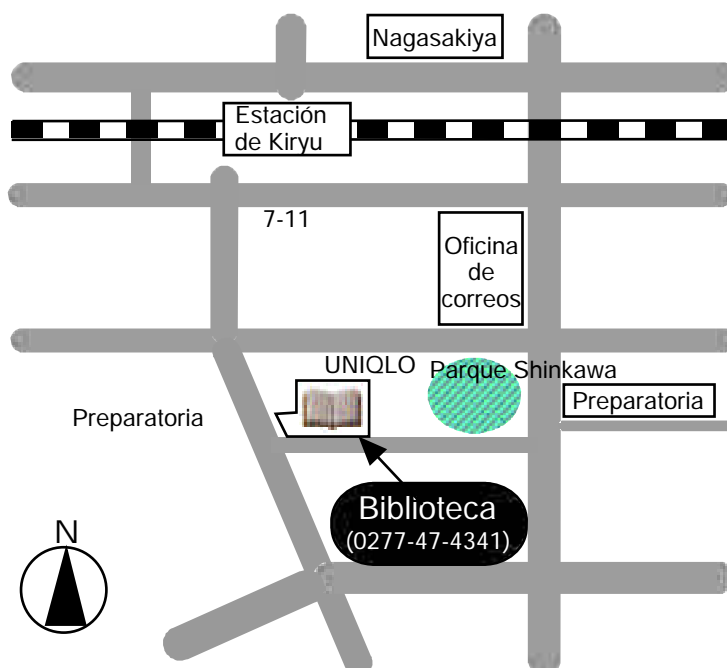 Nagasakiya
Estación
de Kiryu
7-11
Oficina
de
correos
UNIQLO
Parque Shinkawa
Preparatoria
Preparatoria
Biblioteca
(0277-47-4341)
N